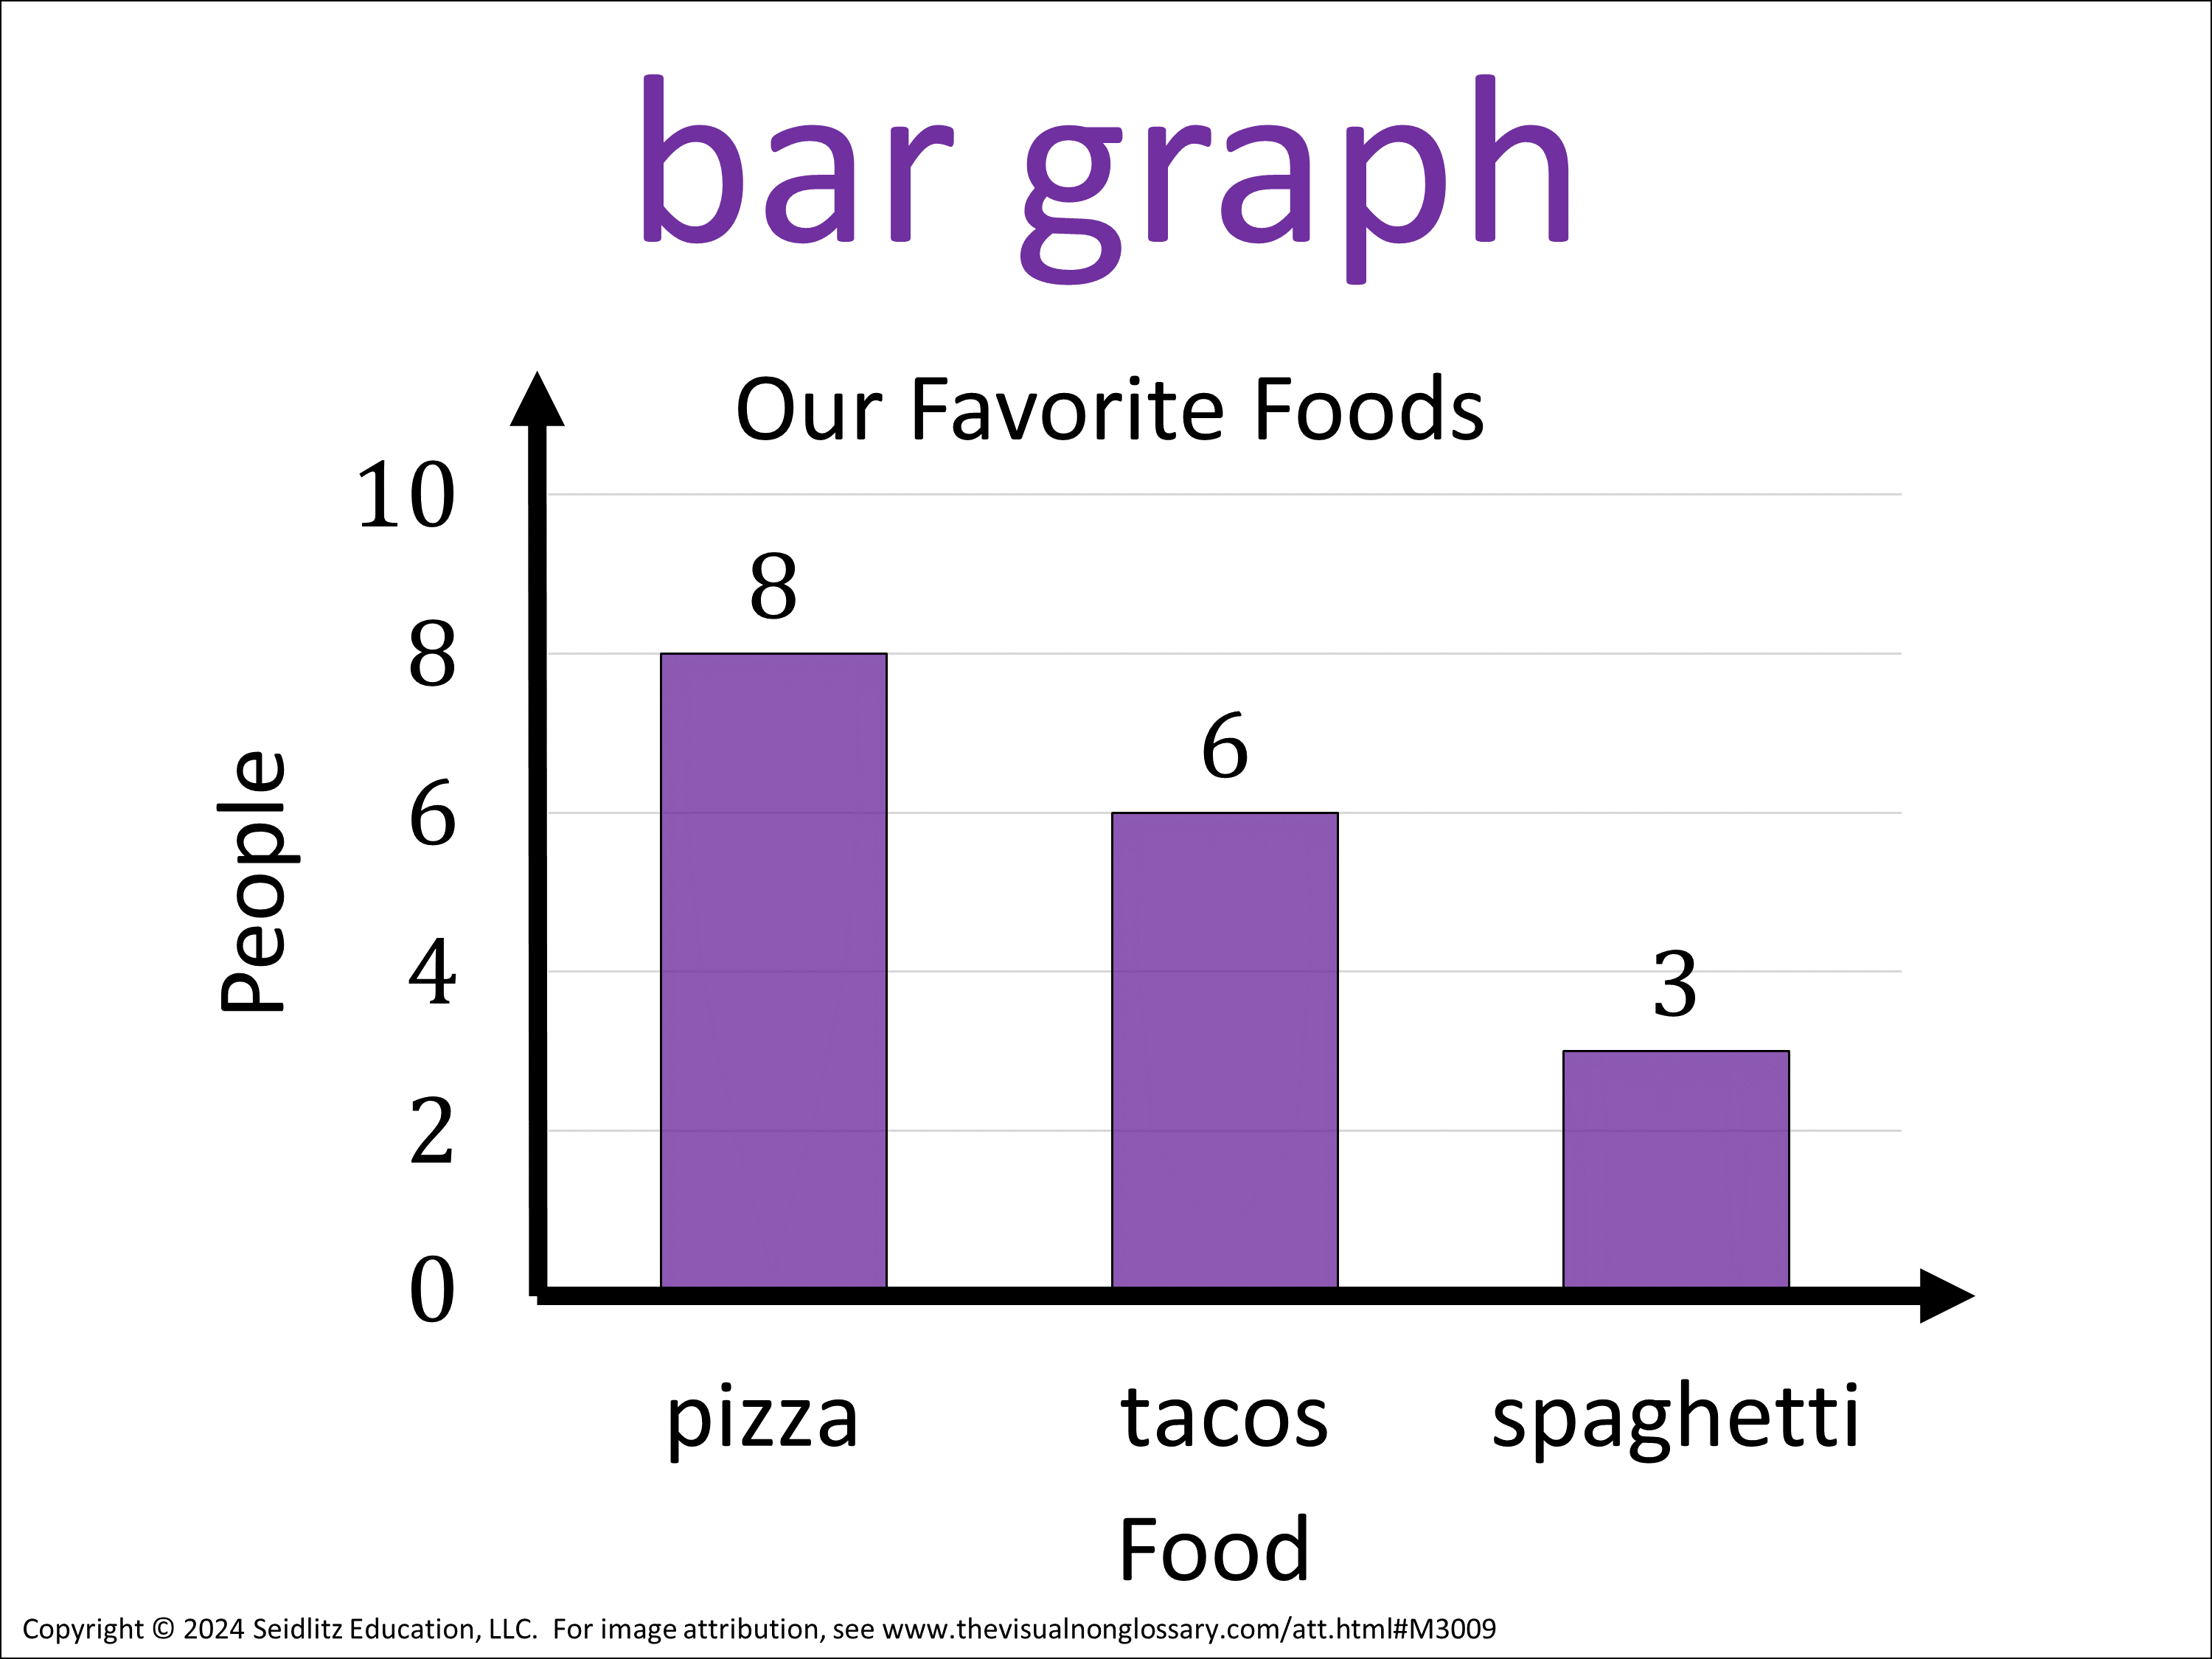 bar graph
Our Favorite Foods
10
8
8
6
6
People
4
3
2
0
pizza tacos spaghetti
Food
Copyright © 2024 Seidlitz Education, LLC. For image attribution, see www.thevisualnonglossary.com/att.html#M3009